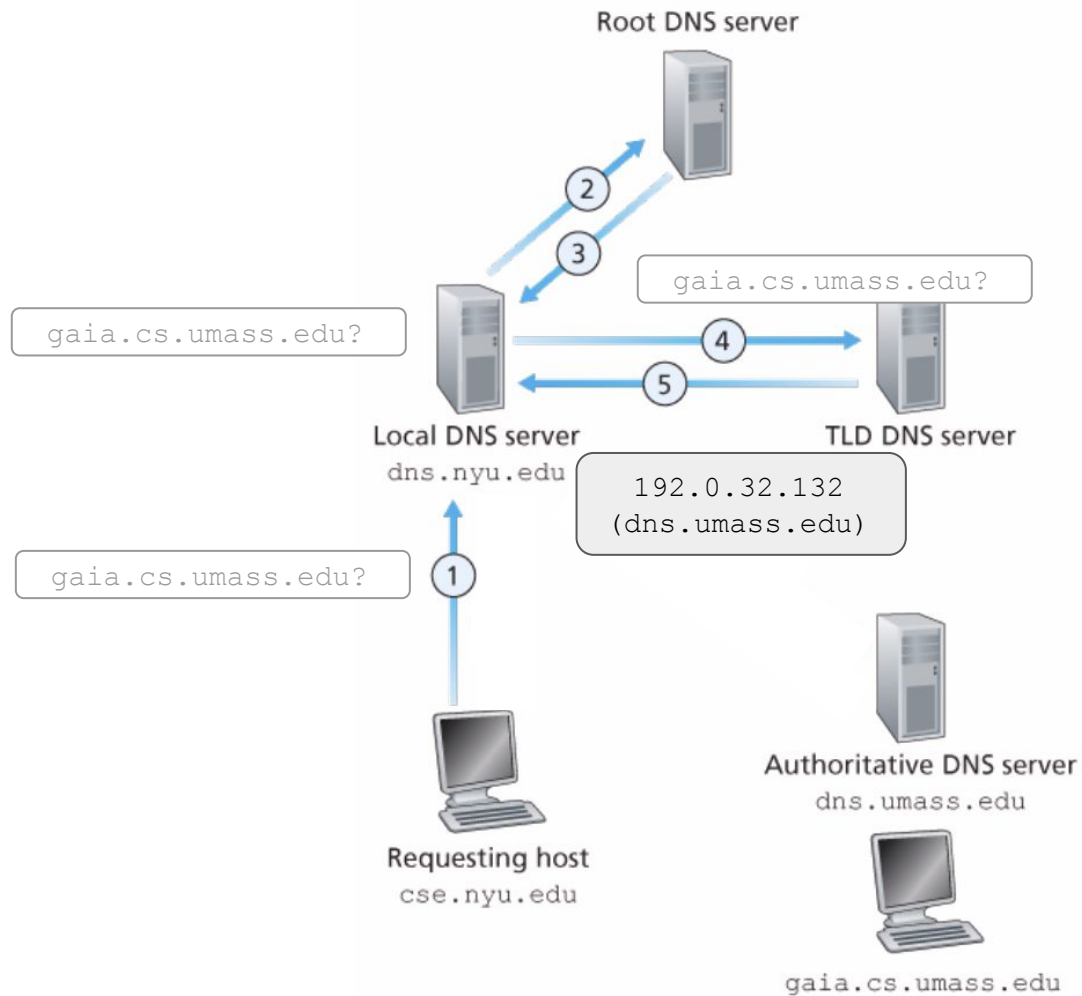 Root DNS server
2
3
gaia.cs.umass.edu?
gaia.cs.umass.edu?
4
5
Local DNS server
dns.nyu.edu
TLD DNS server
192.0.32.132
(dns.umass.edu)
gaia.cs.umass.edu?
1
Authoritative DNS server
dns.umass.edu
Requesting host
cse.nyu.edu
gaia.cs.umass.edu